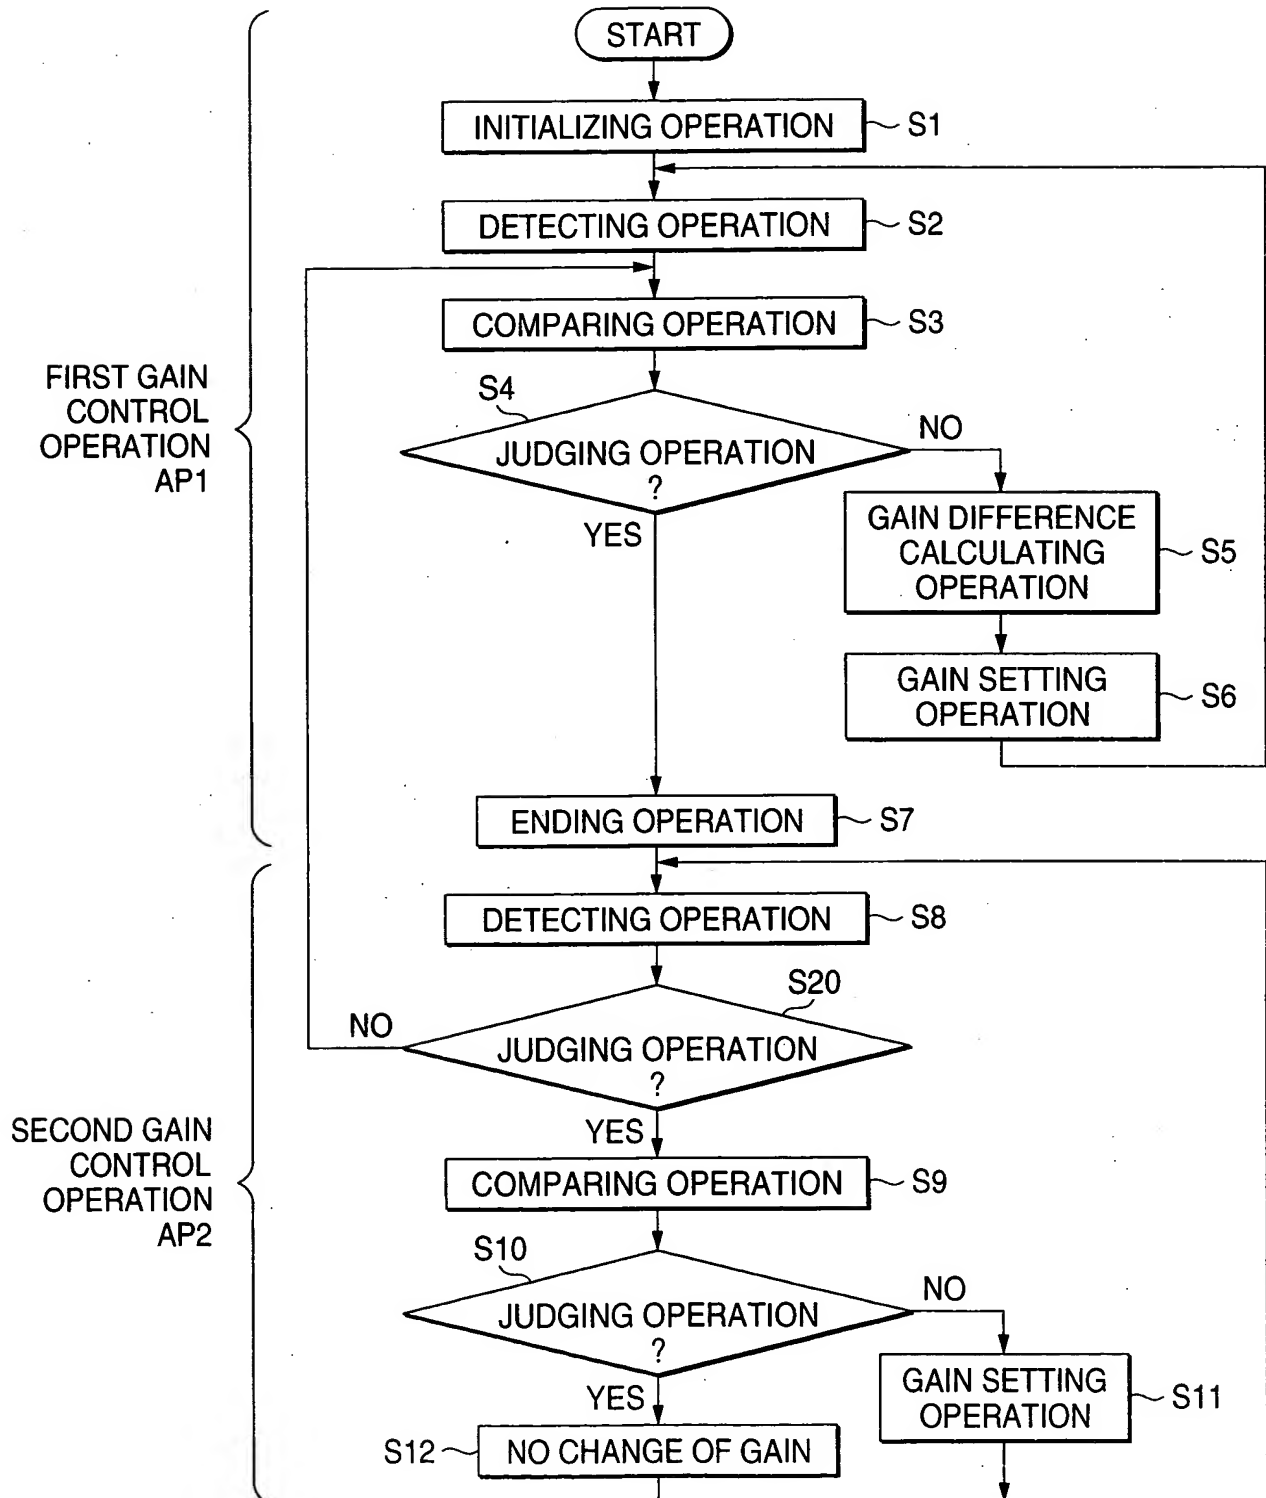 START
INITIALIZING OPERATION
S1
DETECTING OPERATION
S2
COMPARING OPERATION
S3
FIRST GAIN
CONTROL
OPERATION
AP1
S4
JUDGING OPERATION
?
NO
YES
GAIN DIFFERENCE
CALCULATING
OPERATION
S5
GAIN SETTING
OPERATION
S6
ENDING OPERATION
S7
DETECTING OPERATION
S8
S20
NO
JUDGING OPERATION
?
YES
SECOND GAIN
CONTROL
OPERATION
AP2
COMPARING OPERATION
S9
S10
JUDGING OPERATION
?
NO
YES
GAIN SETTING
OPERATION
S11
S12
NO CHANGE OF GAIN